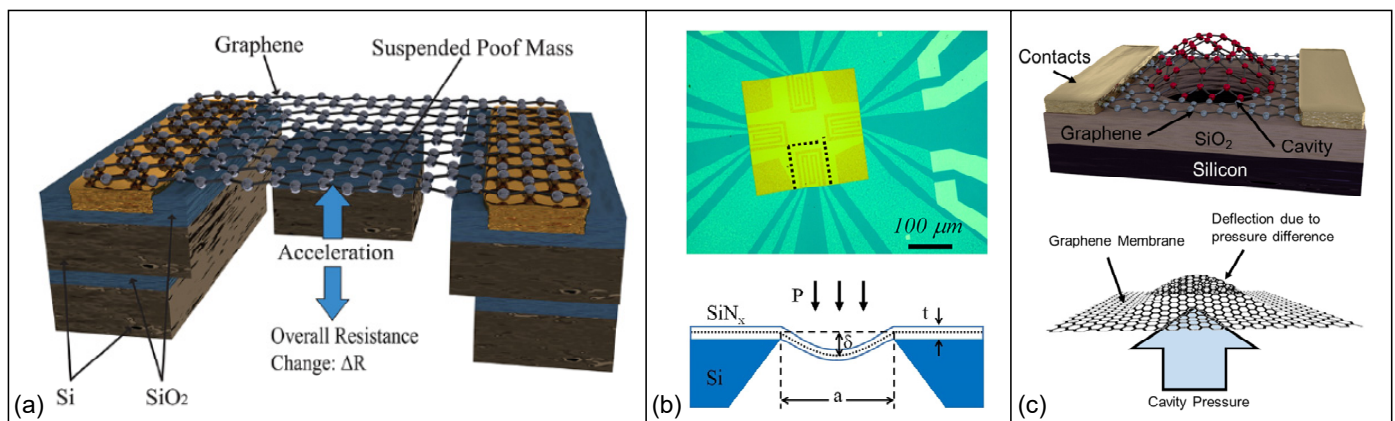 Graphene
Suspended Poof Mass
Acceleration
Overall Resistance
Change: ΔR
Si
SiO₂
(a)
100 μm
P
SiNₓ
t
δ
Si
a
(b)
Contacts
Graphene
SiO₂
Cavity
Silicon
Deflection due to
pressure difference
Graphene Membrane
Cavity Pressure
(c)